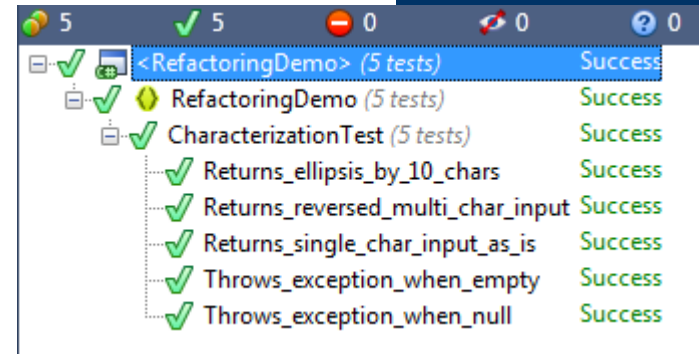 5 5 0 0 0
<RefactoringDemo> (5 tests) Success
RefactoringDemo (5 tests) Success
CharacterizationTest (5 tests) Success
Returns_ellipsis_by_10_chars Success
Returns_reversed_multi_char_input Success
Returns_single_char_input_as_is Success
Throws_exception_when_empty Success
Throws_exception_when_null Success